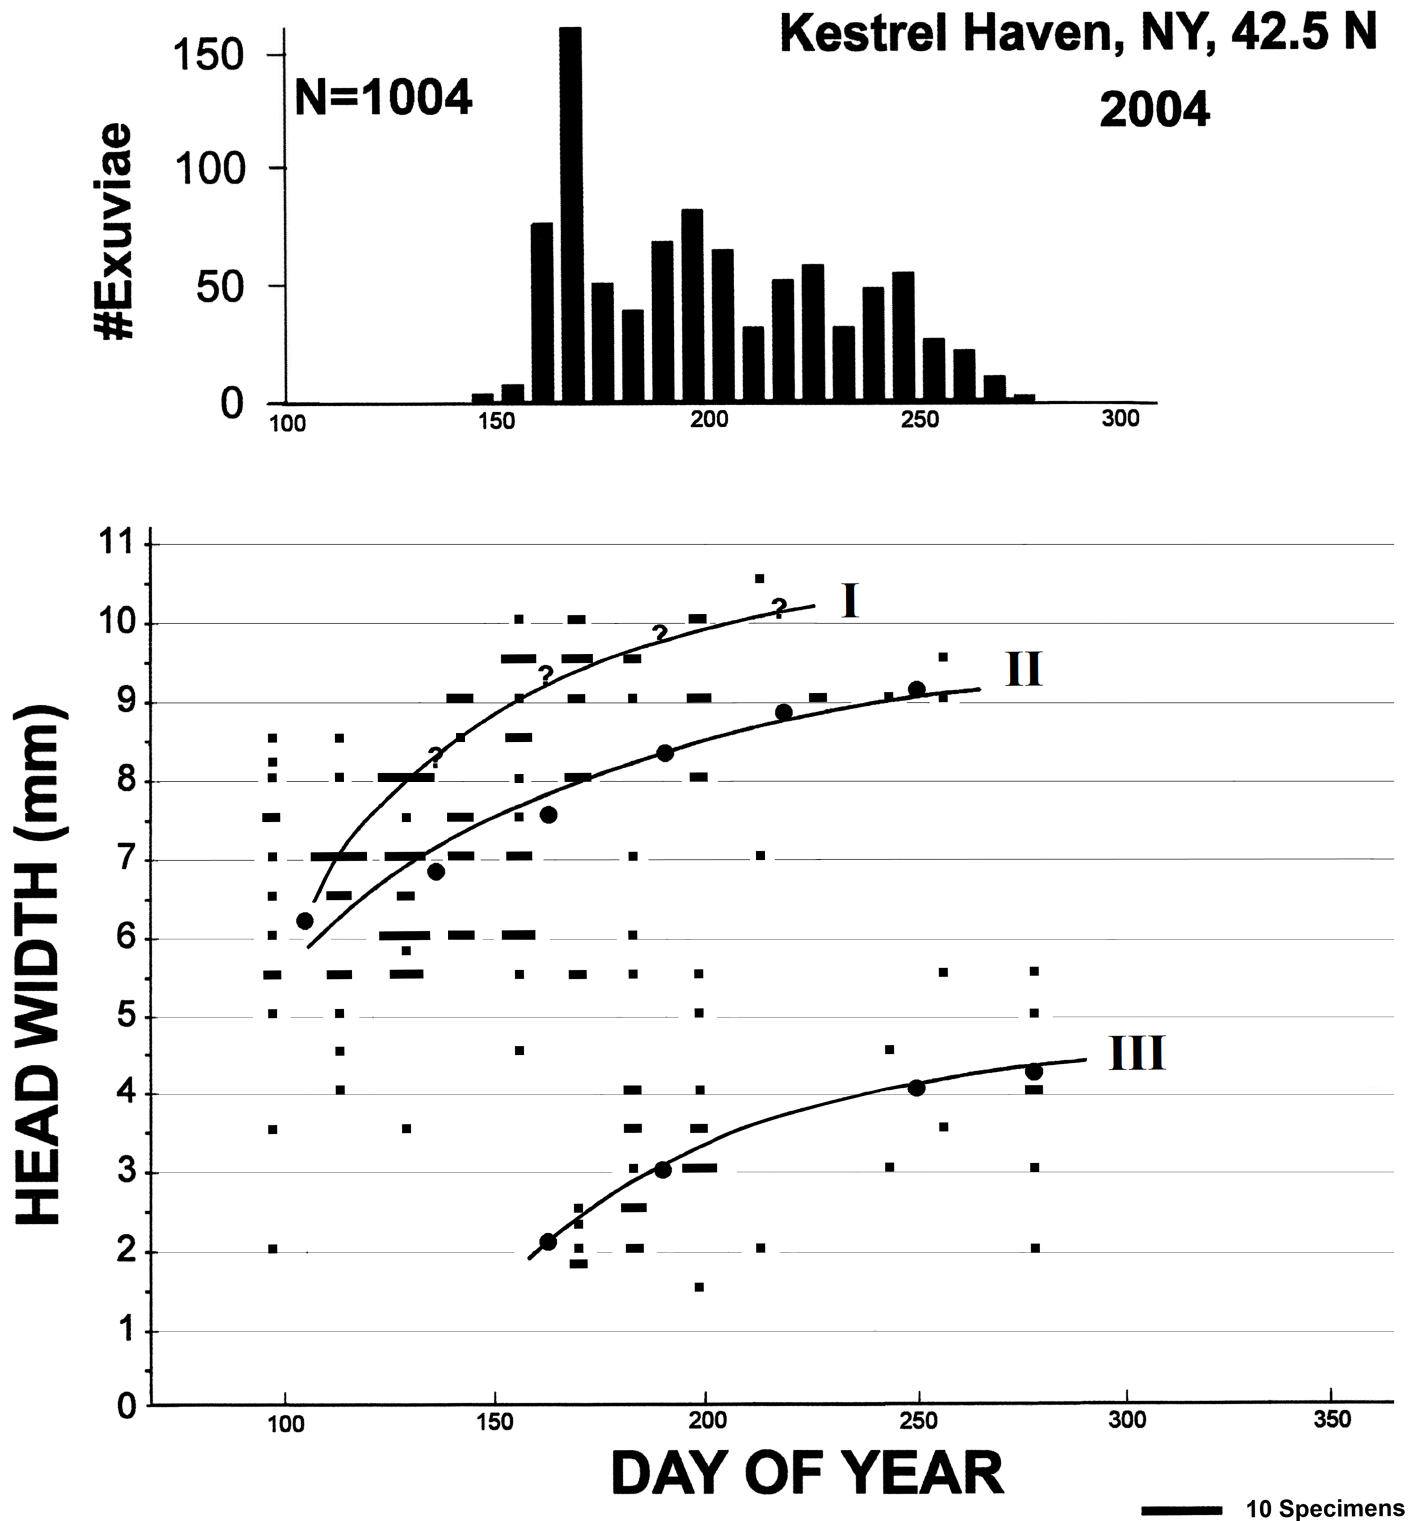 Kestrel Haven, NY, 42.5 N
2004
N=1004
#Exuviae
150
100
50
0
100 150 200 250 300
HEAD WIDTH (mm)
11
10
9
8
7
6
5
4
3
2
1
0
? ? ? ?
I
II
III
100 150 200 250 300 350
DAY OF YEAR
10 Specimens